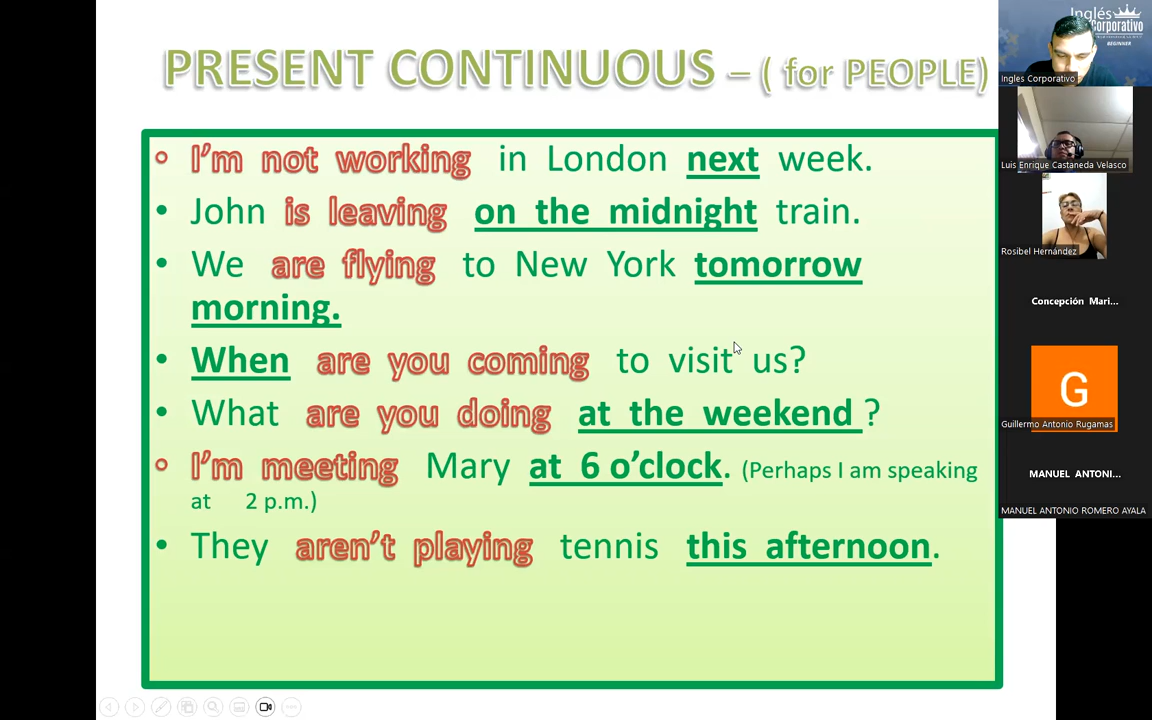 PRESENT CONTINUOUS – ( for PEOPLE)
I'm not working in London next week.
John is leaving on the midnight train.
We are flying to New York tomorrow
morning.
When are you coming to visit us?
What are you doing at the weekend ?
I'm meeting Mary at 6 o'clock. (Perhaps I am speaking
at 2 p.m.)
They aren't playing tennis this afternoon.
Inglés
Corporativo
BEGINNER
Ingles Corporativo
Luis Enrique Castaneda Velasco
Rosibel Hernández
Concepción Mari...
G
Guillermo Antonio Rugamas
MANUEL ANTONI...
MANUEL ANTONIO ROMERO AYALA